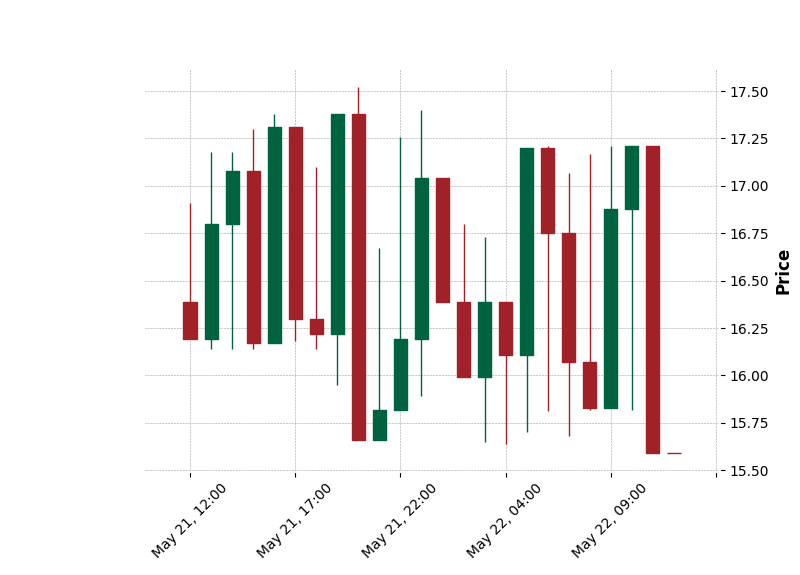 17.50
17.25
17.00
16.75
16.50
16.25
16.00
15.75
15.50
Price
May 21, 12:00
May 21, 17:00
May 21, 22:00
May 22, 04:00
May 22, 09:00